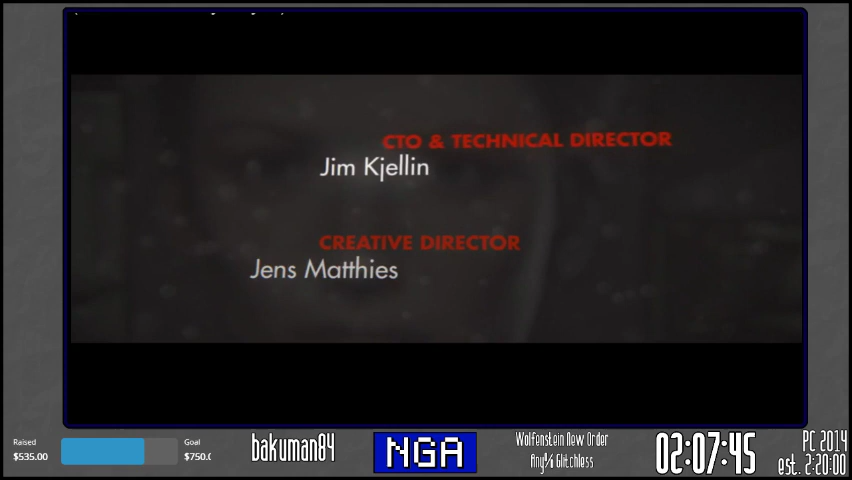 CTO & TECHNICAL DIRECTOR
Jim Kjellin
CREATIVE DIRECTOR
Jens Matthies
Raised
$535.00
Goal
$750.
bakuman84
NGA
Wolfenstein New Order
Any% Glitchless
02:07:45
PC 2014
est. 2:20:00